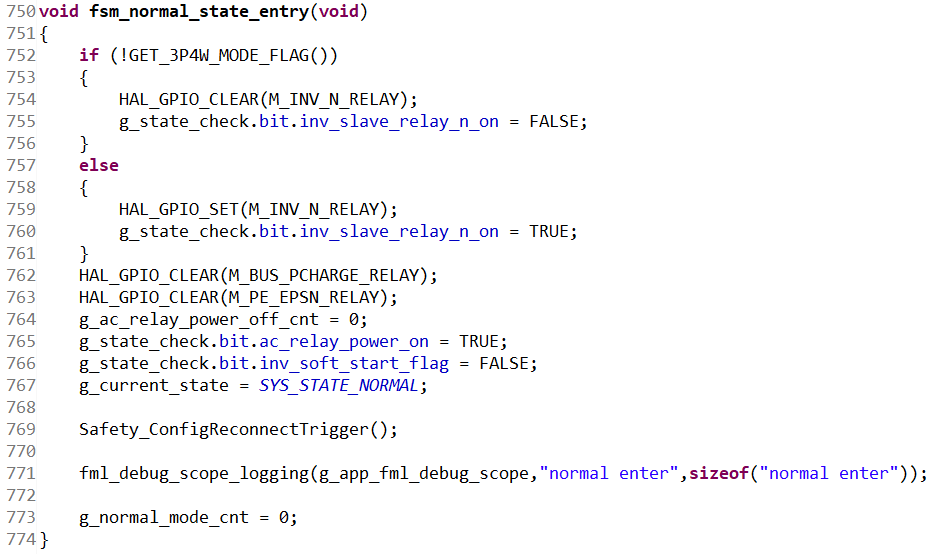 750 void fsm_normal_state_entry(void)
751 {
752     if (!GET_3P4W_MODE_FLAG())
753     {
754         HAL_GPIO_CLEAR(M_INV_N_RELAY);
755         g_state_check.bit.inv_slave_relay_n_on = FALSE;
756     }
757     else
758     {
759         HAL_GPIO_SET(M_INV_N_RELAY);
760         g_state_check.bit.inv_slave_relay_n_on = TRUE;
761     }
762     HAL_GPIO_CLEAR(M_BUS_PCHARGE_RELAY);
763     HAL_GPIO_CLEAR(M_PE_EPSN_RELAY);
764     g_ac_relay_power_off_cnt = 0;
765     g_state_check.bit.ac_relay_power_on = TRUE;
766     g_state_check.bit.inv_soft_start_flag = FALSE;
767     g_current_state = SYS_STATE_NORMAL;
768
769     Safety_ConfigReconnectTrigger();
770
771     fml_debug_scope_logging(g_app_fml_debug_scope,"normal enter",sizeof("normal enter"));
772
773     g_normal_mode_cnt = 0;
774 }